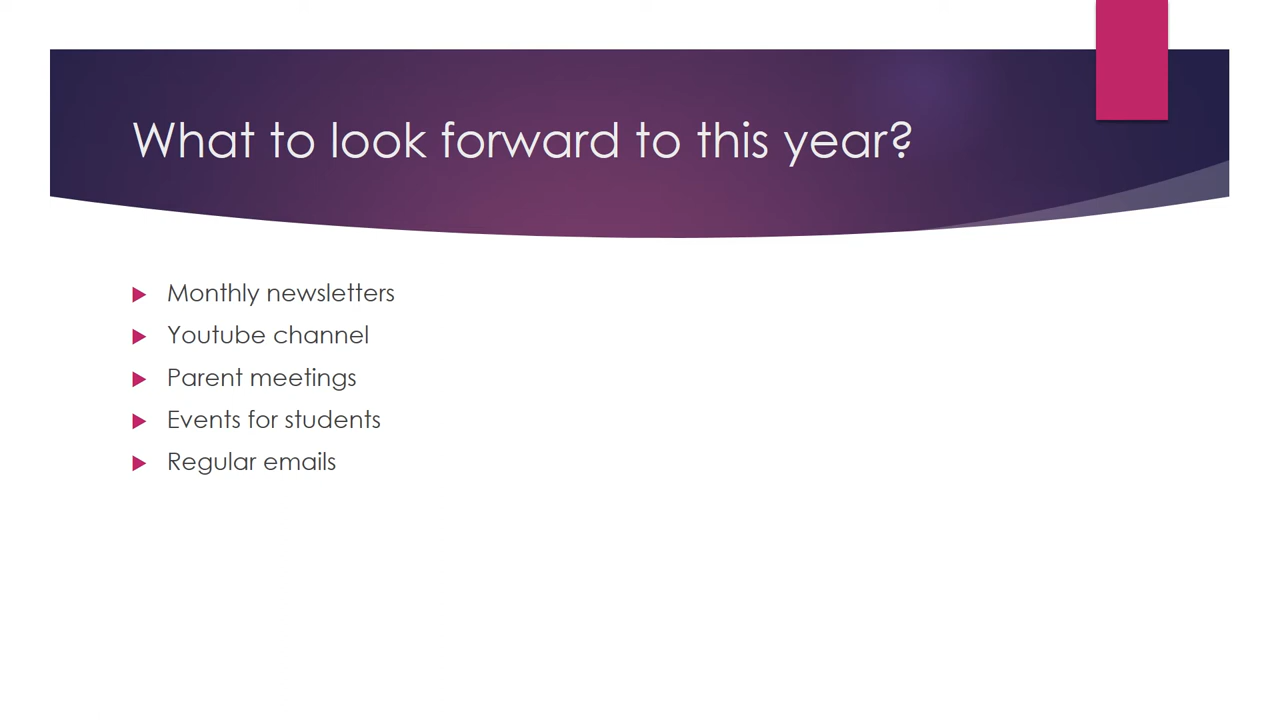 What to look forward to this year?
Monthly newsletters
Youtube channel
Parent meetings
Events for students
Regular emails